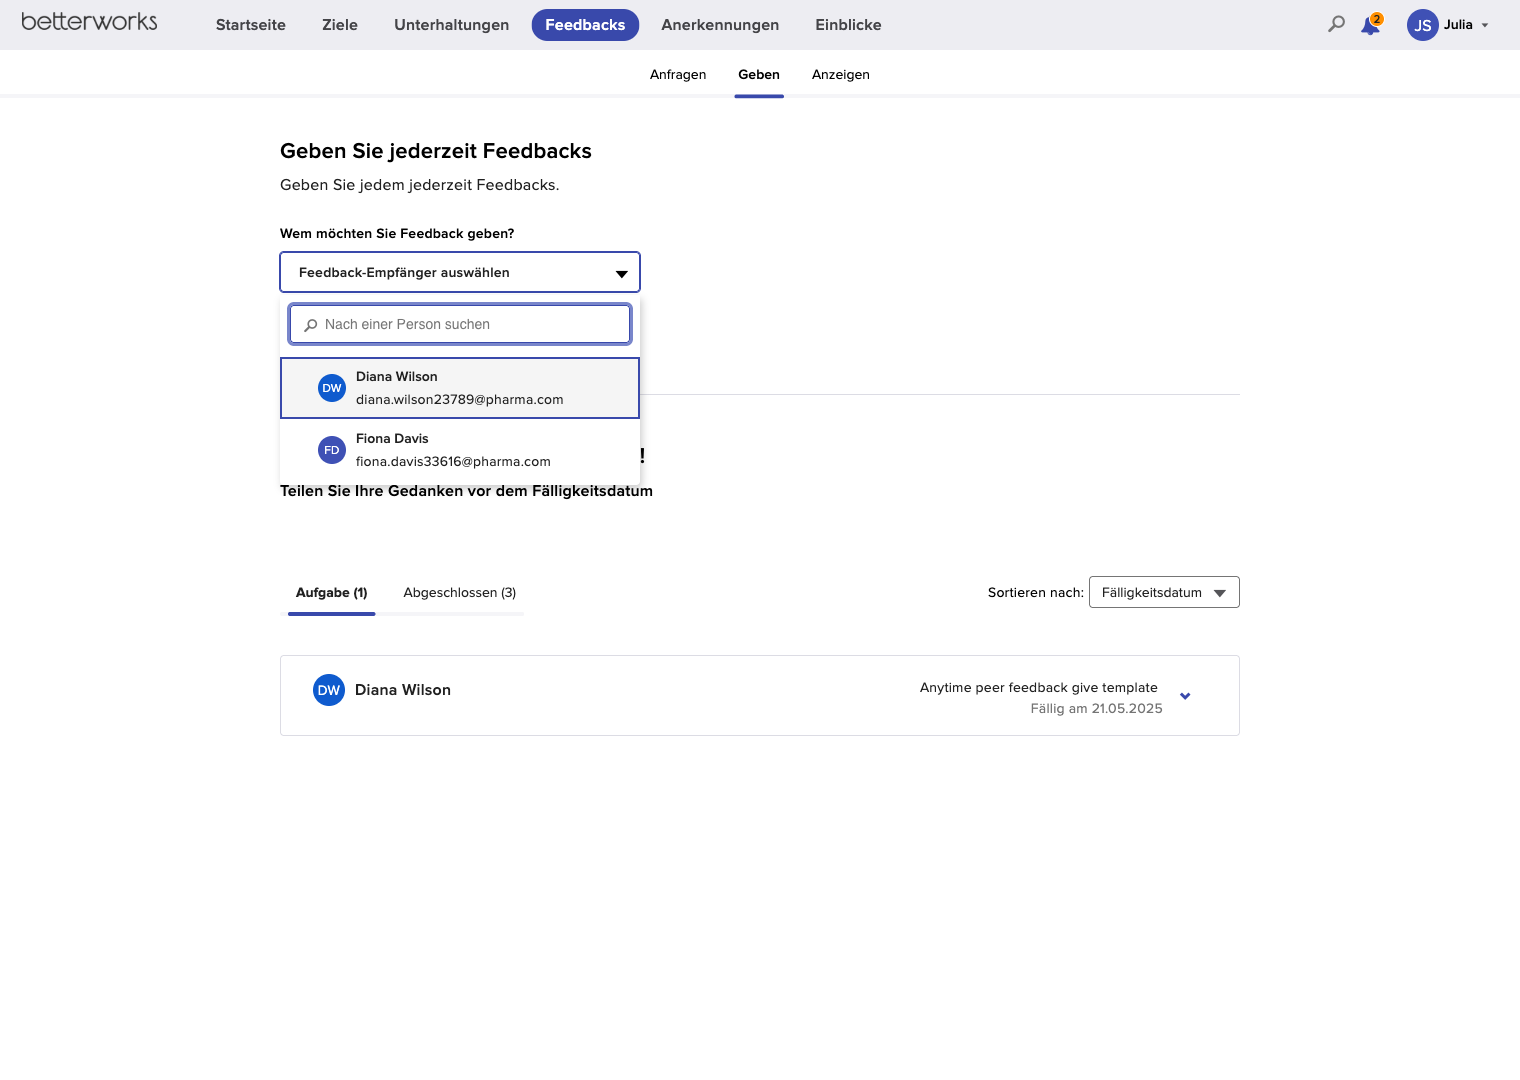 betterworks
Startseite
Ziele
Unterhaltungen
Feedbacks
Anerkennungen
Einblicke
2
JS
Julia
Anfragen
Geben
Anzeigen
Geben Sie jederzeit Feedbacks
Geben Sie jedem jederzeit Feedbacks.
Wem möchten Sie Feedback geben?
Feedback-Empfänger auswählen
Nach einer Person suchen
DW
Diana Wilson
diana.wilson23789@pharma.com
FD
Fiona Davis
fiona.davis33616@pharma.com
!
Teilen Sie Ihre Gedanken vor dem Fälligkeitsdatum
Aufgabe (1)
Abgeschlossen (3)
Sortieren nach:
Fälligkeitsdatum
DW
Diana Wilson
Anytime peer feedback give template
Fällig am 21.05.2025